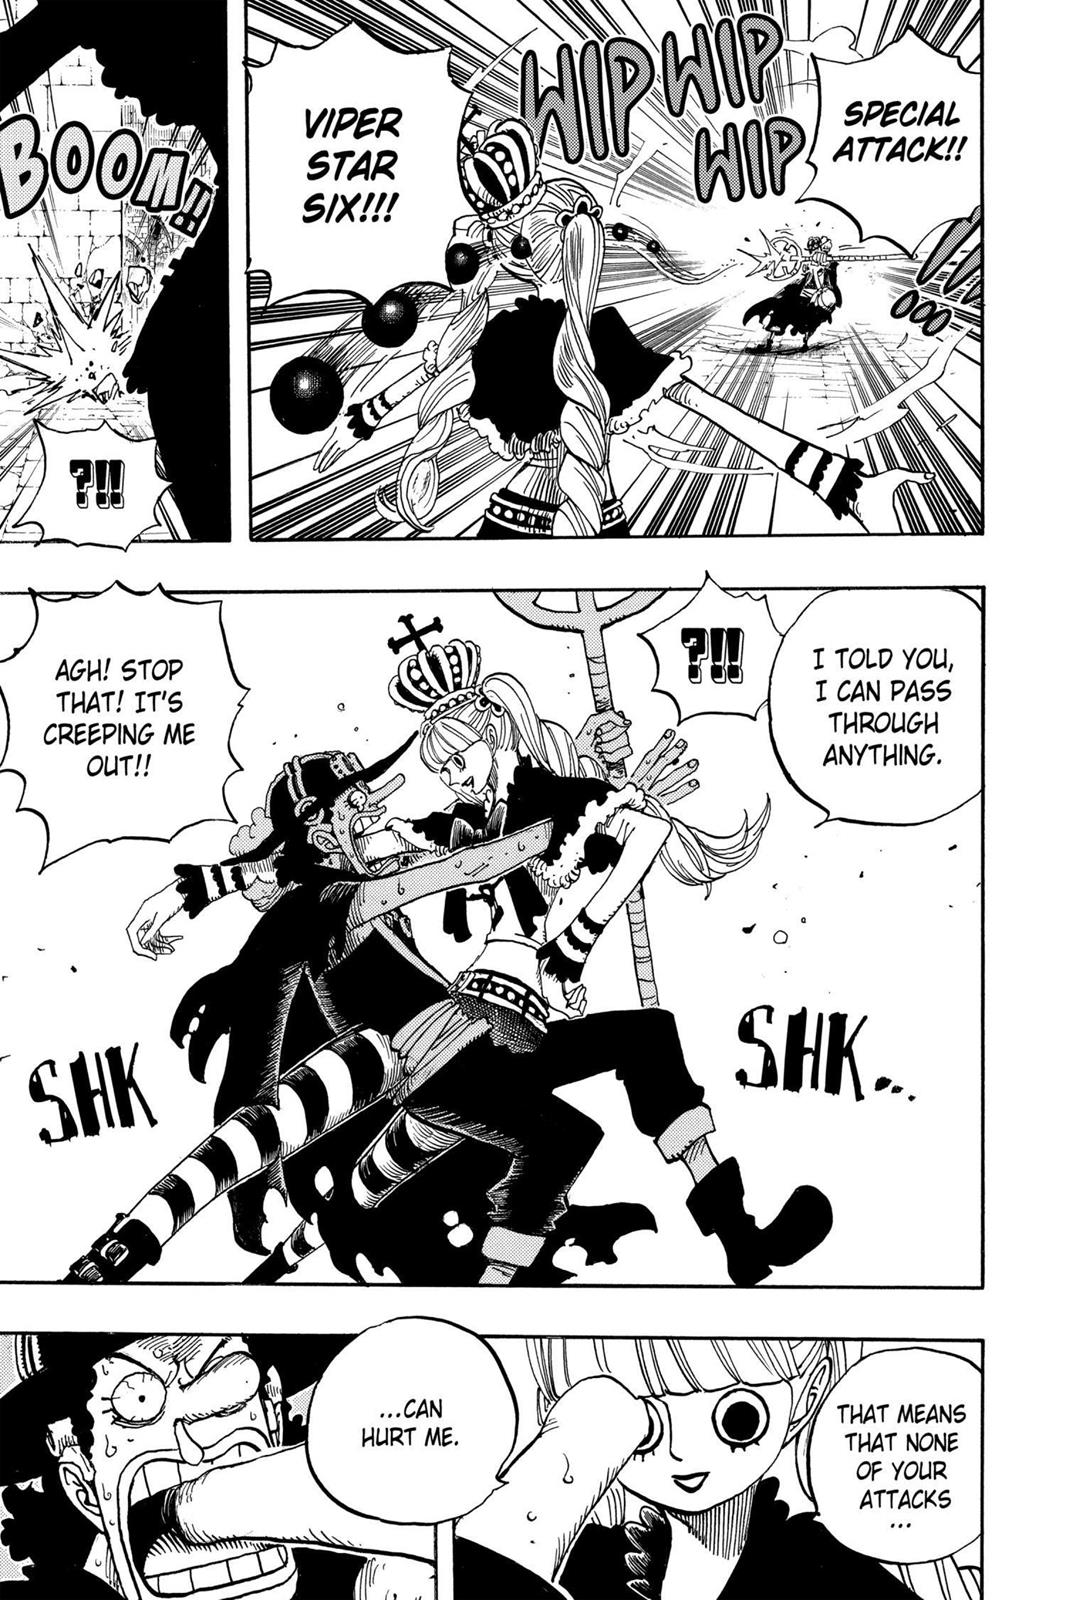 SPECIAL
ATTACK!!
WIP
WIP
WIP
VIPER
STAR
SIX!!!
BOOM!!
?!!
I TOLD YOU,
I CAN PASS
THROUGH
ANYTHING.
?!!
AGH! STOP
THAT! IT'S
CREEPING ME
OUT!!
SHK...
SHK
THAT MEANS
THAT NONE
OF YOUR
ATTACKS
...
...CAN
HURT ME.